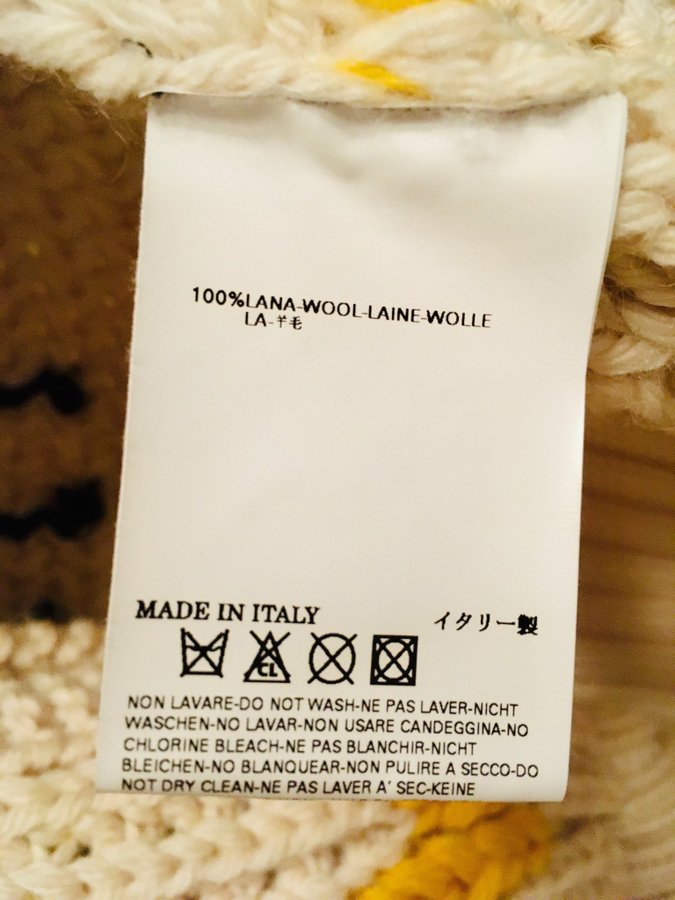 100%LANA-WOOL-LAINE-WOLLE
LA-羊毛
MADE IN ITALY
イタリー製
CL
NON LAVARE-DO NOT WASH-NE PAS LAVER-NICHT
WASCHEN-NO LAVAR-NON USARE CANDEGGINA-NO
CHLORINE BLEACH-NE PAS BLANCHIR-NICHT
BLEICHEN-NO BLANQUEAR-NON PULIRE A SECCO-DO
NOT DRY CLEAN-NE PAS LAVER A' SEC-KEINE